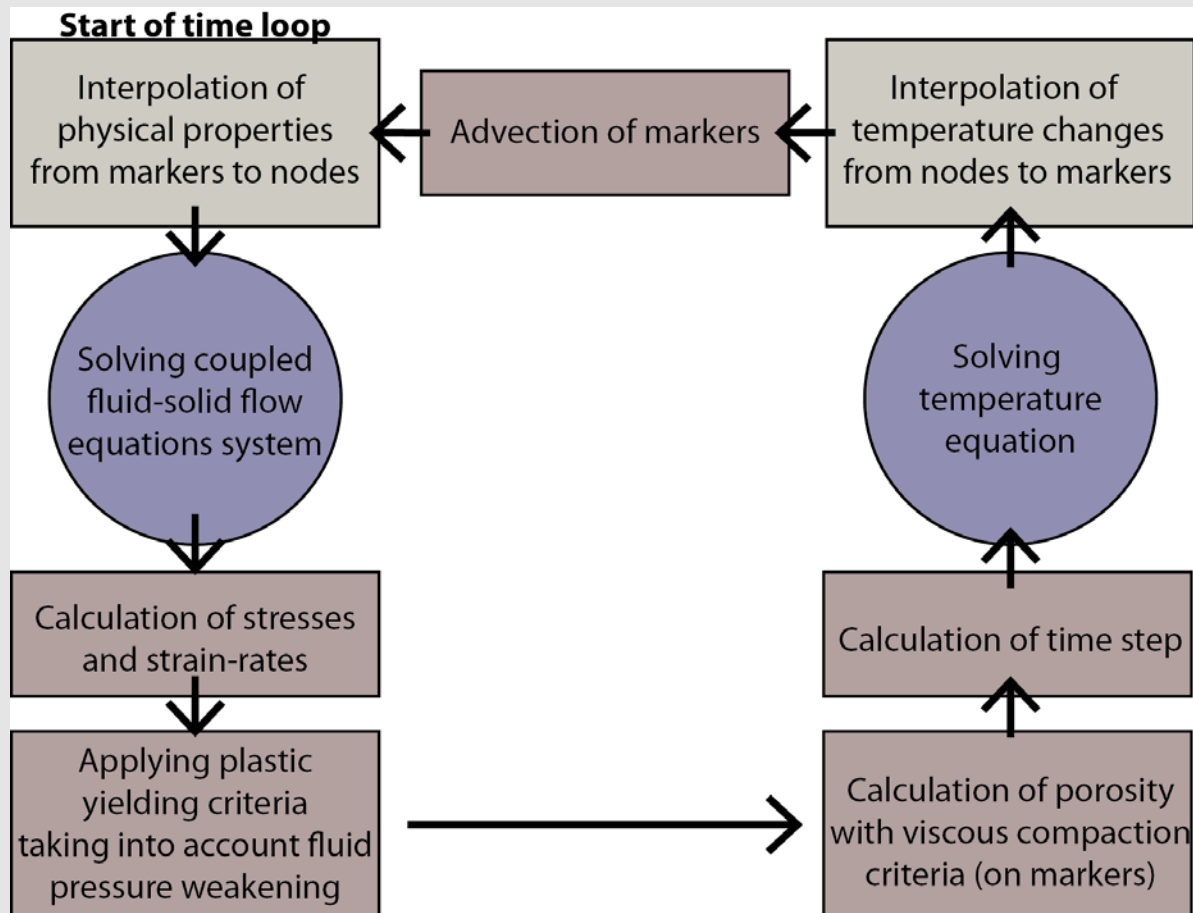 Start of time loop
Interpolation of
physical properties
from markers to nodes
Advection of markers
Interpolation of
temperature changes
from nodes to markers
Solving coupled
fluid-solid flow
equations system
Solving
temperature
equation
Calculation of stresses
and strain-rates
Calculation of time step
Applying plastic
yielding criteria
taking into account fluid
pressure weakening
Calculation of porosity
with viscous compaction
criteria (on markers)